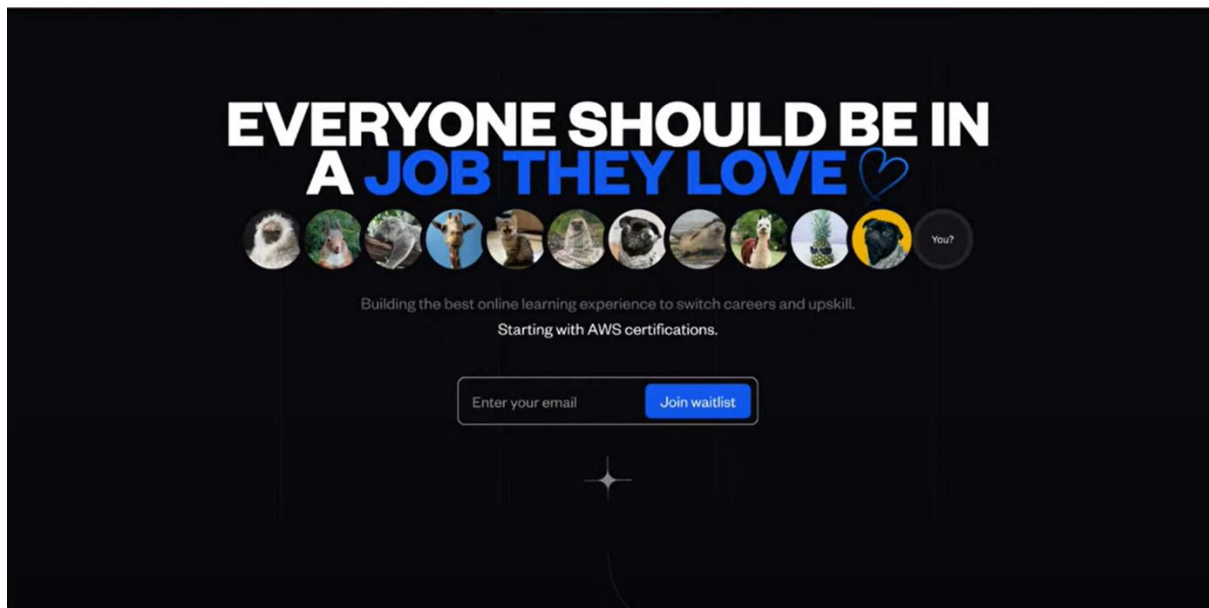 EVERYONE SHOULD BE IN
A JOB THEY LOVE
You?
Building the best online learning experience to switch careers and upskill.
Starting with AWS certifications.
Enter your email
Join waitlist